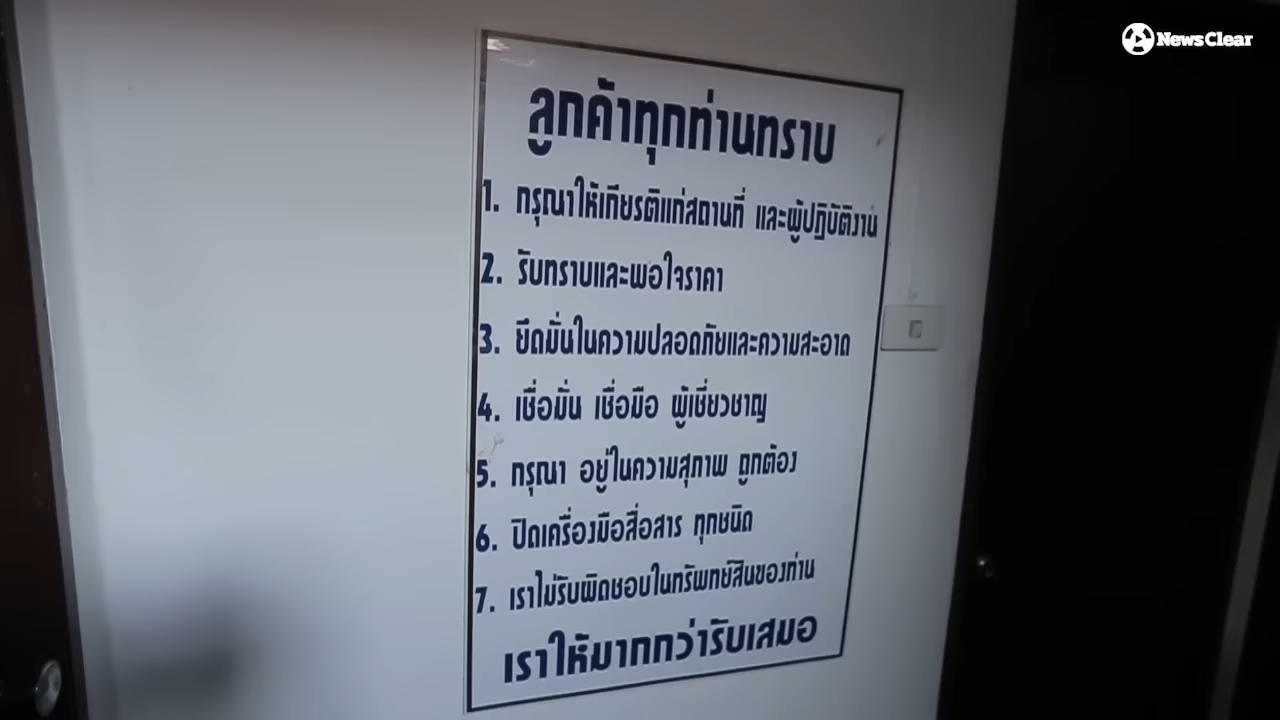 News Clear
ลูกค้าทุกท่านทราบ
1. กรุณาให้เกียรติแก่สถานที่ และผู้ปฏิบัติงาน
2. รับทราบและพอใจราคา
3. ยึดมั่นในความปลอดภัยและความสะอาด
4. เชื่อมั่น เชื่อมือ ผู้เชี่ยวชาญ
5. กรุณา อยู่ในความสุภาพ ถูกต้อง
6. ปิดเครื่องมือสื่อสาร ทุกชนิด
7. เราไม่รับผิดชอบในทรัพทย์สินของท่าน
เราให้มากกว่ารับเสมอ